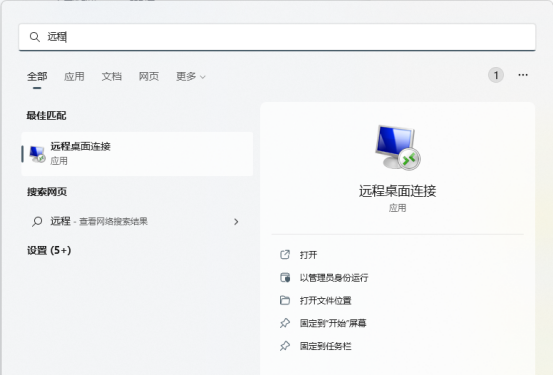 远程
全部 应用 文档 网页 更多
1
最佳匹配
远程桌面连接
应用
搜索网页
远程 - 查看网络搜索结果
设置 (5+)
远程桌面连接
应用
打开
以管理员身份运行
打开文件位置
固定到"开始"屏幕
固定到任务栏